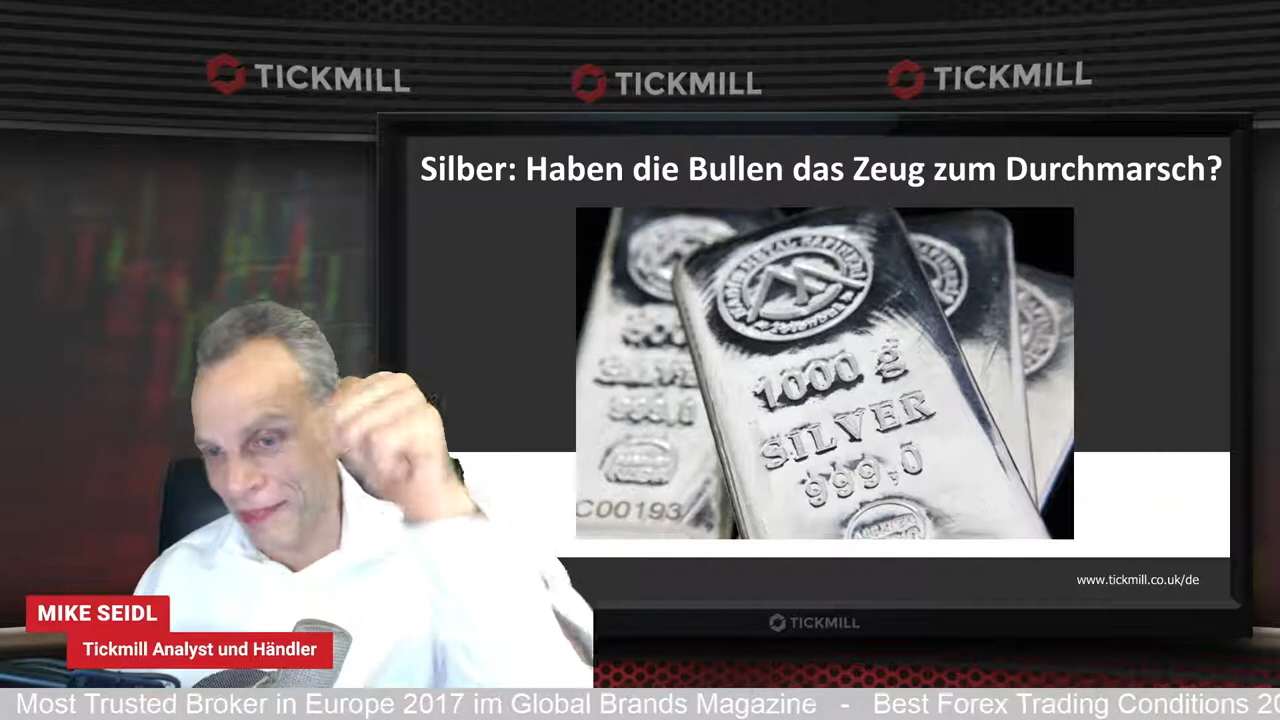 TICKMILL
TICKMILL
TICKMILL
Silber: Haben die Bullen das Zeug zum Durchmarsch?
1000 g
SILVER
999,0
SILVER
C00193
www.tickmill.co.uk/de
TICKMILL
MIKE SEIDL
Tickmill Analyst und Händler
Most Trusted Broker in Europe 2017 im Global Brands Magazine - Best Forex Trading Conditions